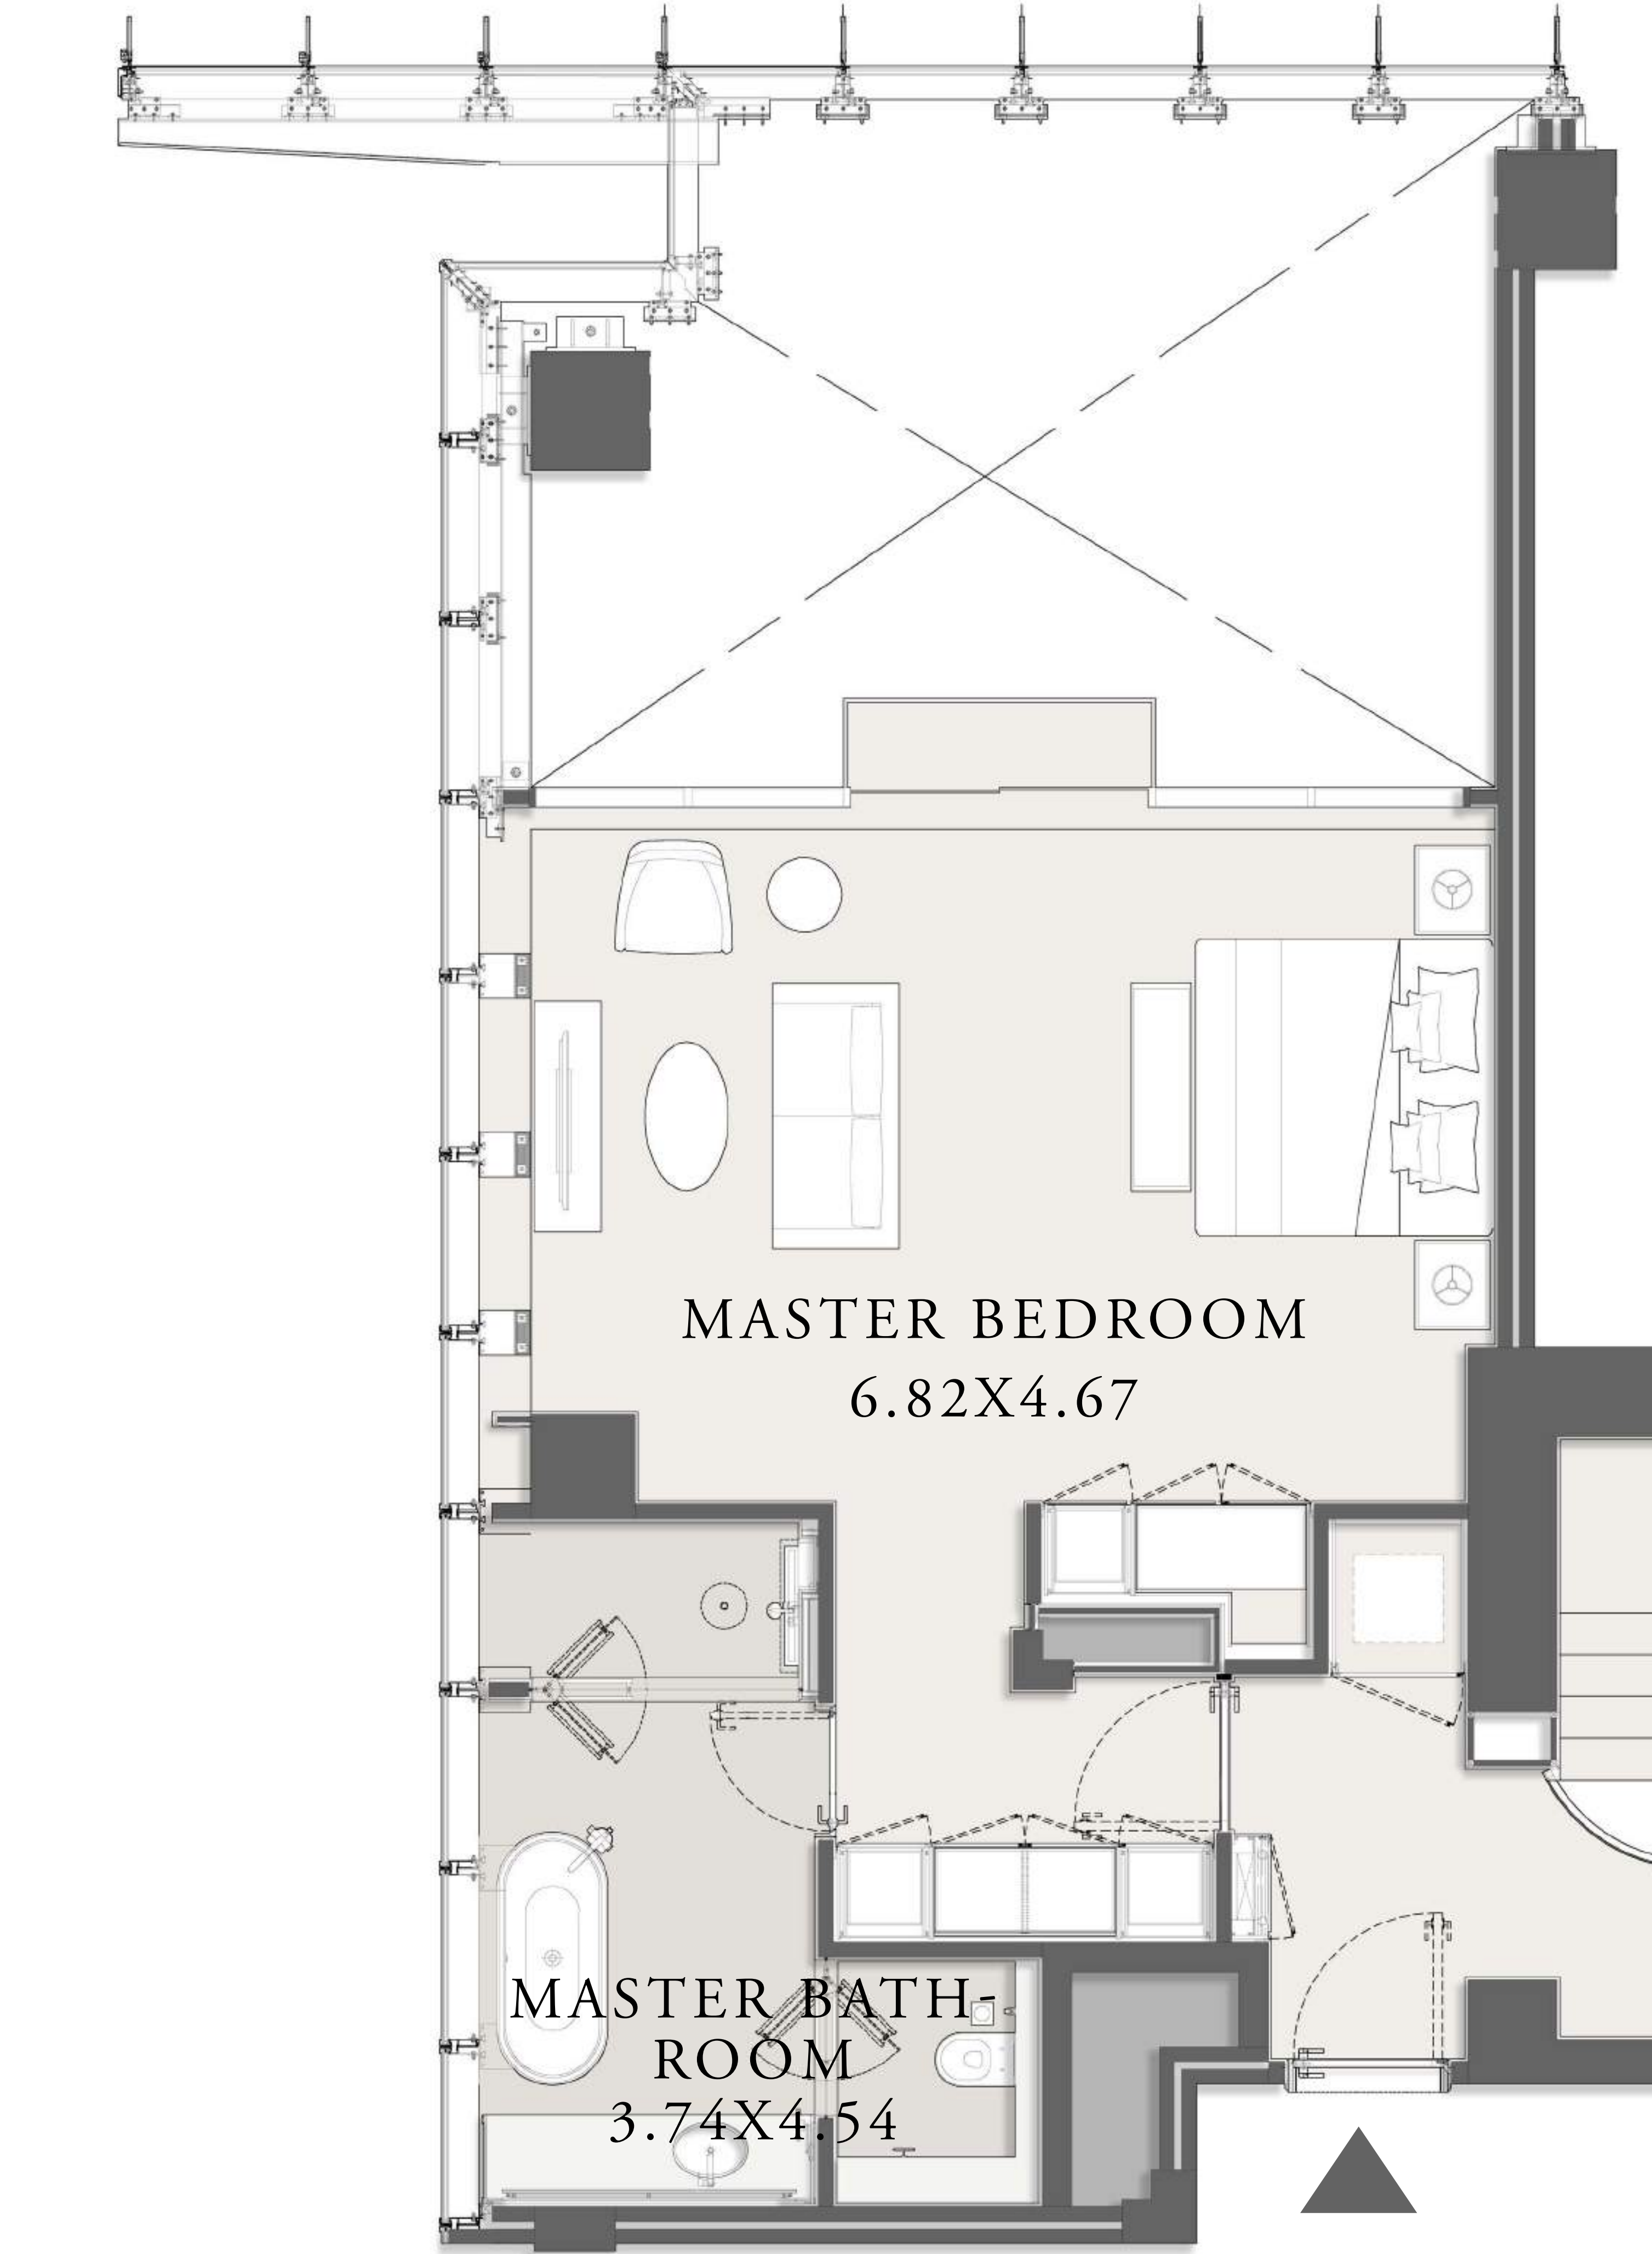 MASTER BEDROOM
6.82X4.67
MASTER BATH-
ROOM
3.74X4.54